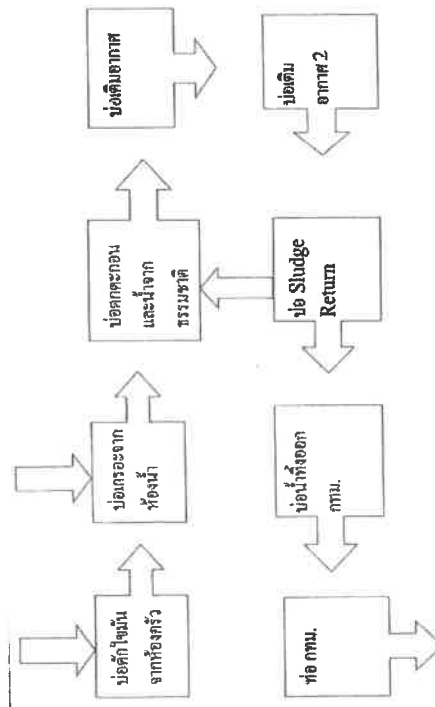 บ่อดักไขมัน
จากห้องครัว
บ่อเกรอะจาก
ห้องน้ำ
บ่อตกตะกอน
และน้ำจาก
ธรรมชาติ
บ่อเติมอากาศ
บ่อเติม
อากาศ 2
บ่อ Sludge
Return
บ่อน้ำทิ้งออก
กทม.
ท่อ กทม.